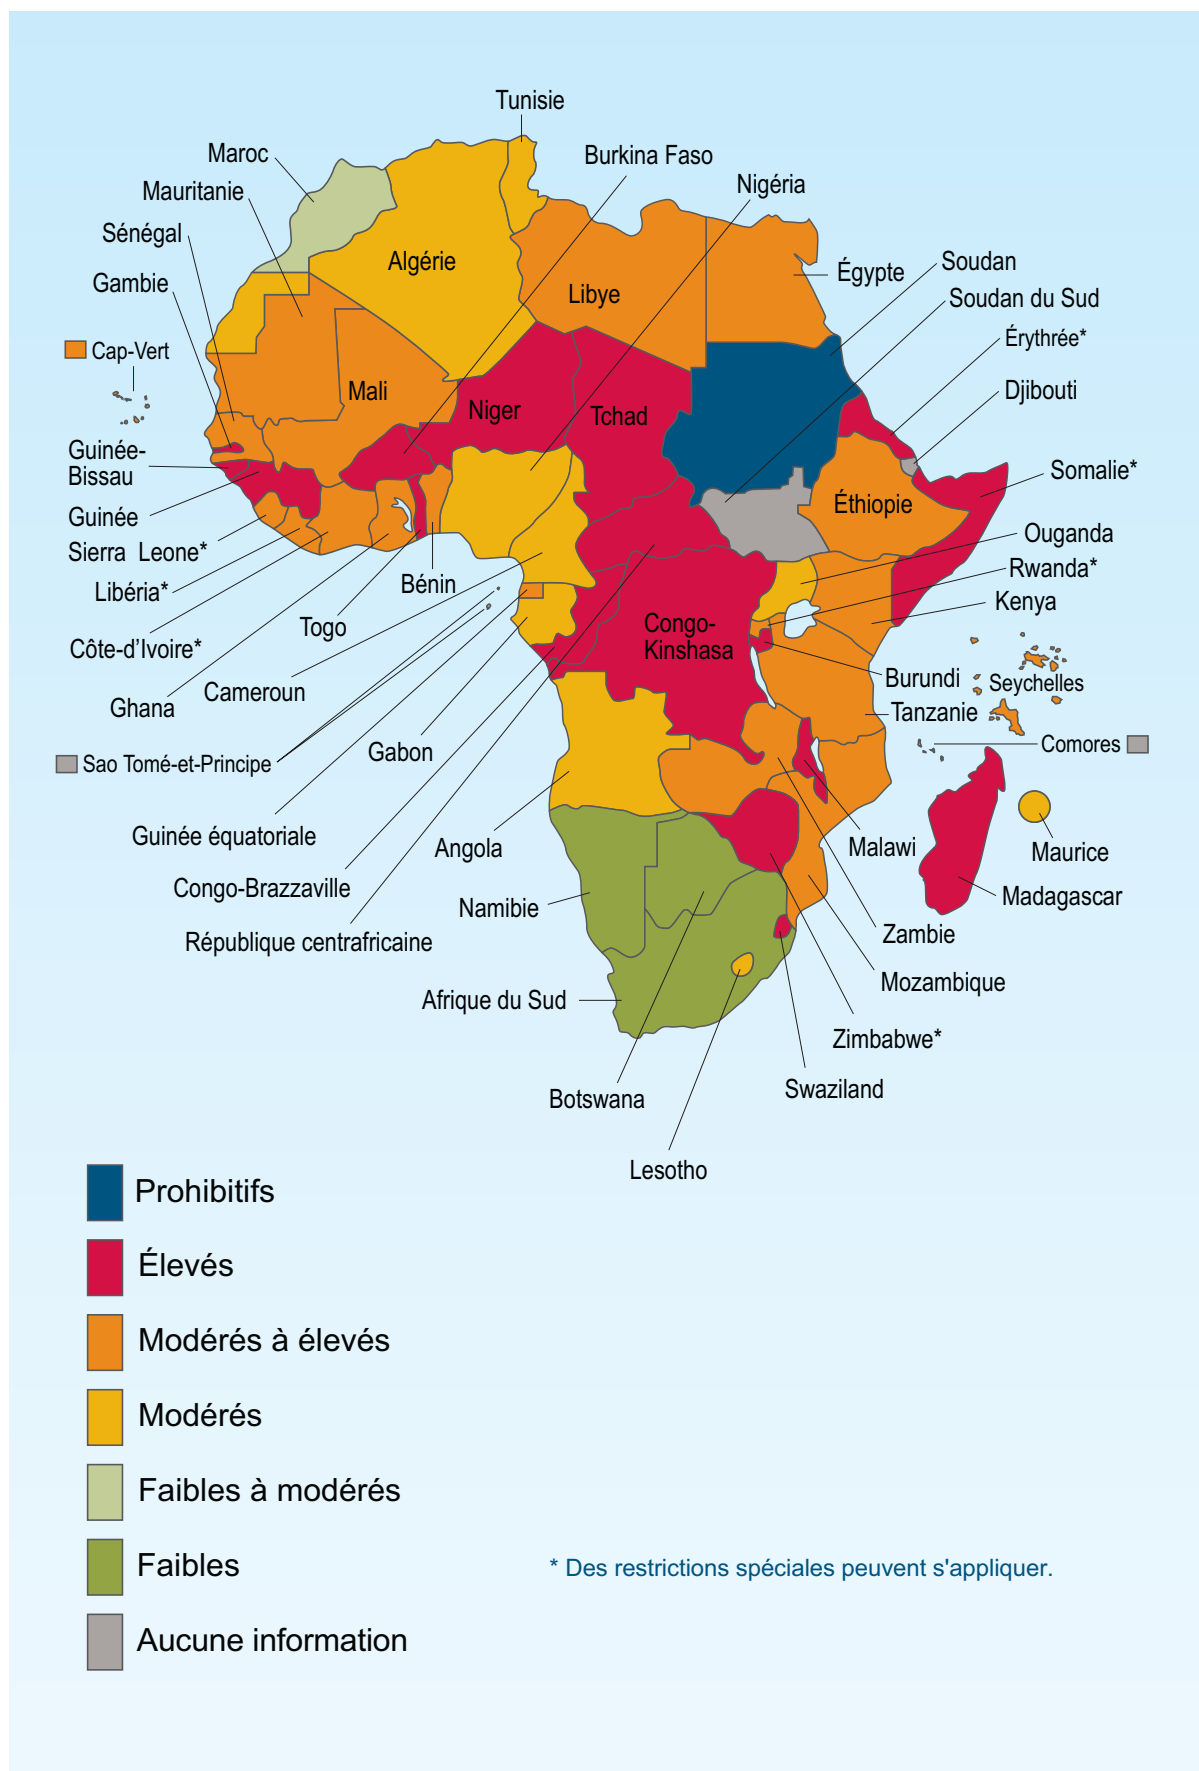 Tunisie
Maroc
Burkina Faso
Mauritanie
Nigéria
Sénégal
Algérie
Soudan
Égypte
Gambie
Libye
Soudan du Sud
Érythrée*
Cap-Vert
Mali
Djibouti
Niger
Tchad
Guinée-
Bissau
Somalie*
Éthiopie
Guinée
Ouganda
Sierra Leone*
Rwanda*
Bénin
Libéria*
Kenya
Togo
Congo-
Kinshasa
Côte-d'Ivoire*
Burundi
Seychelles
Cameroun
Ghana
Tanzanie
Gabon
Comores
Sao Tomé-et-Principe
Guinée équatoriale
Angola
Malawi
Maurice
Congo-Brazzaville
Madagascar
Namibie
Zambie
République centrafricaine
Mozambique
Afrique du Sud
Zimbabwe*
Swaziland
Botswana
Lesotho
Prohibitifs
Élevés
Modérés à élevés
Modérés
Faibles à modérés
Faibles
* Des restrictions spéciales peuvent s'appliquer.
Aucune information